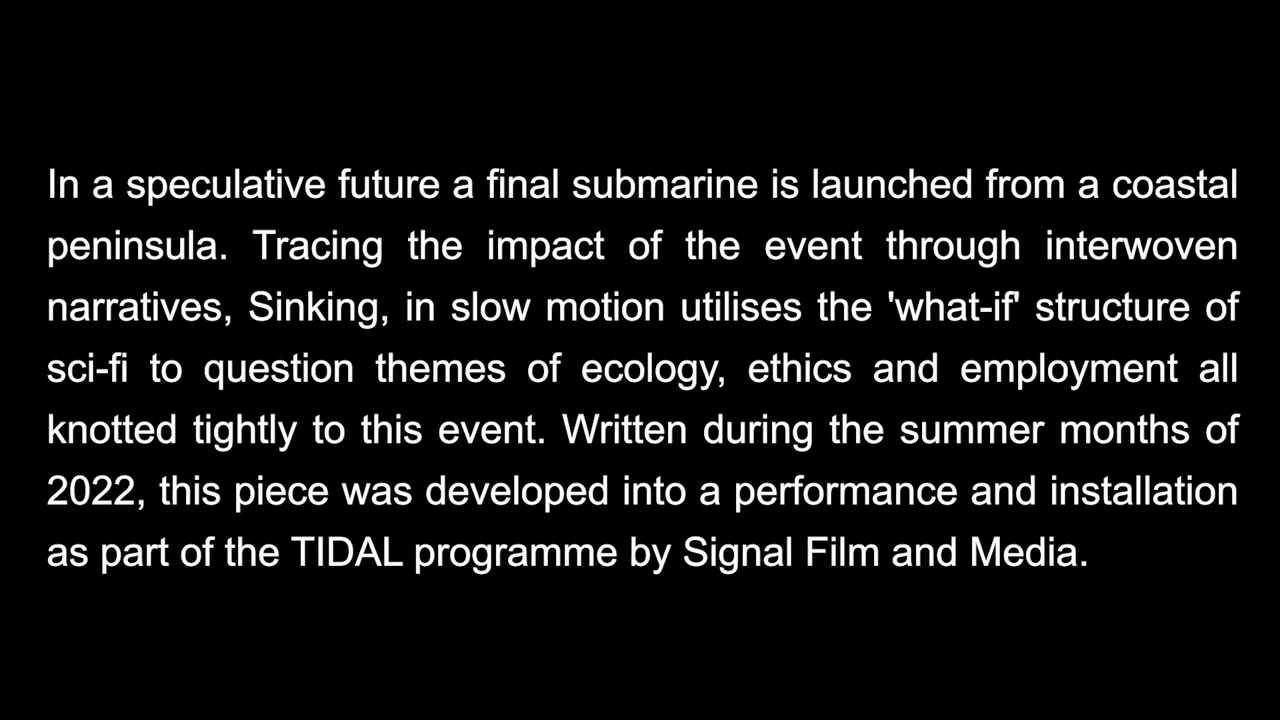 In a speculative future a final submarine is launched from a coastal
peninsula. Tracing the impact of the event through interwoven
narratives, Sinking, in slow motion utilises the 'what-if' structure of
sci-fi to question themes of ecology, ethics and employment all
knotted tightly to this event. Written during the summer months of
2022, this piece was developed into a performance and installation
as part of the TIDAL programme by Signal Film and Media.